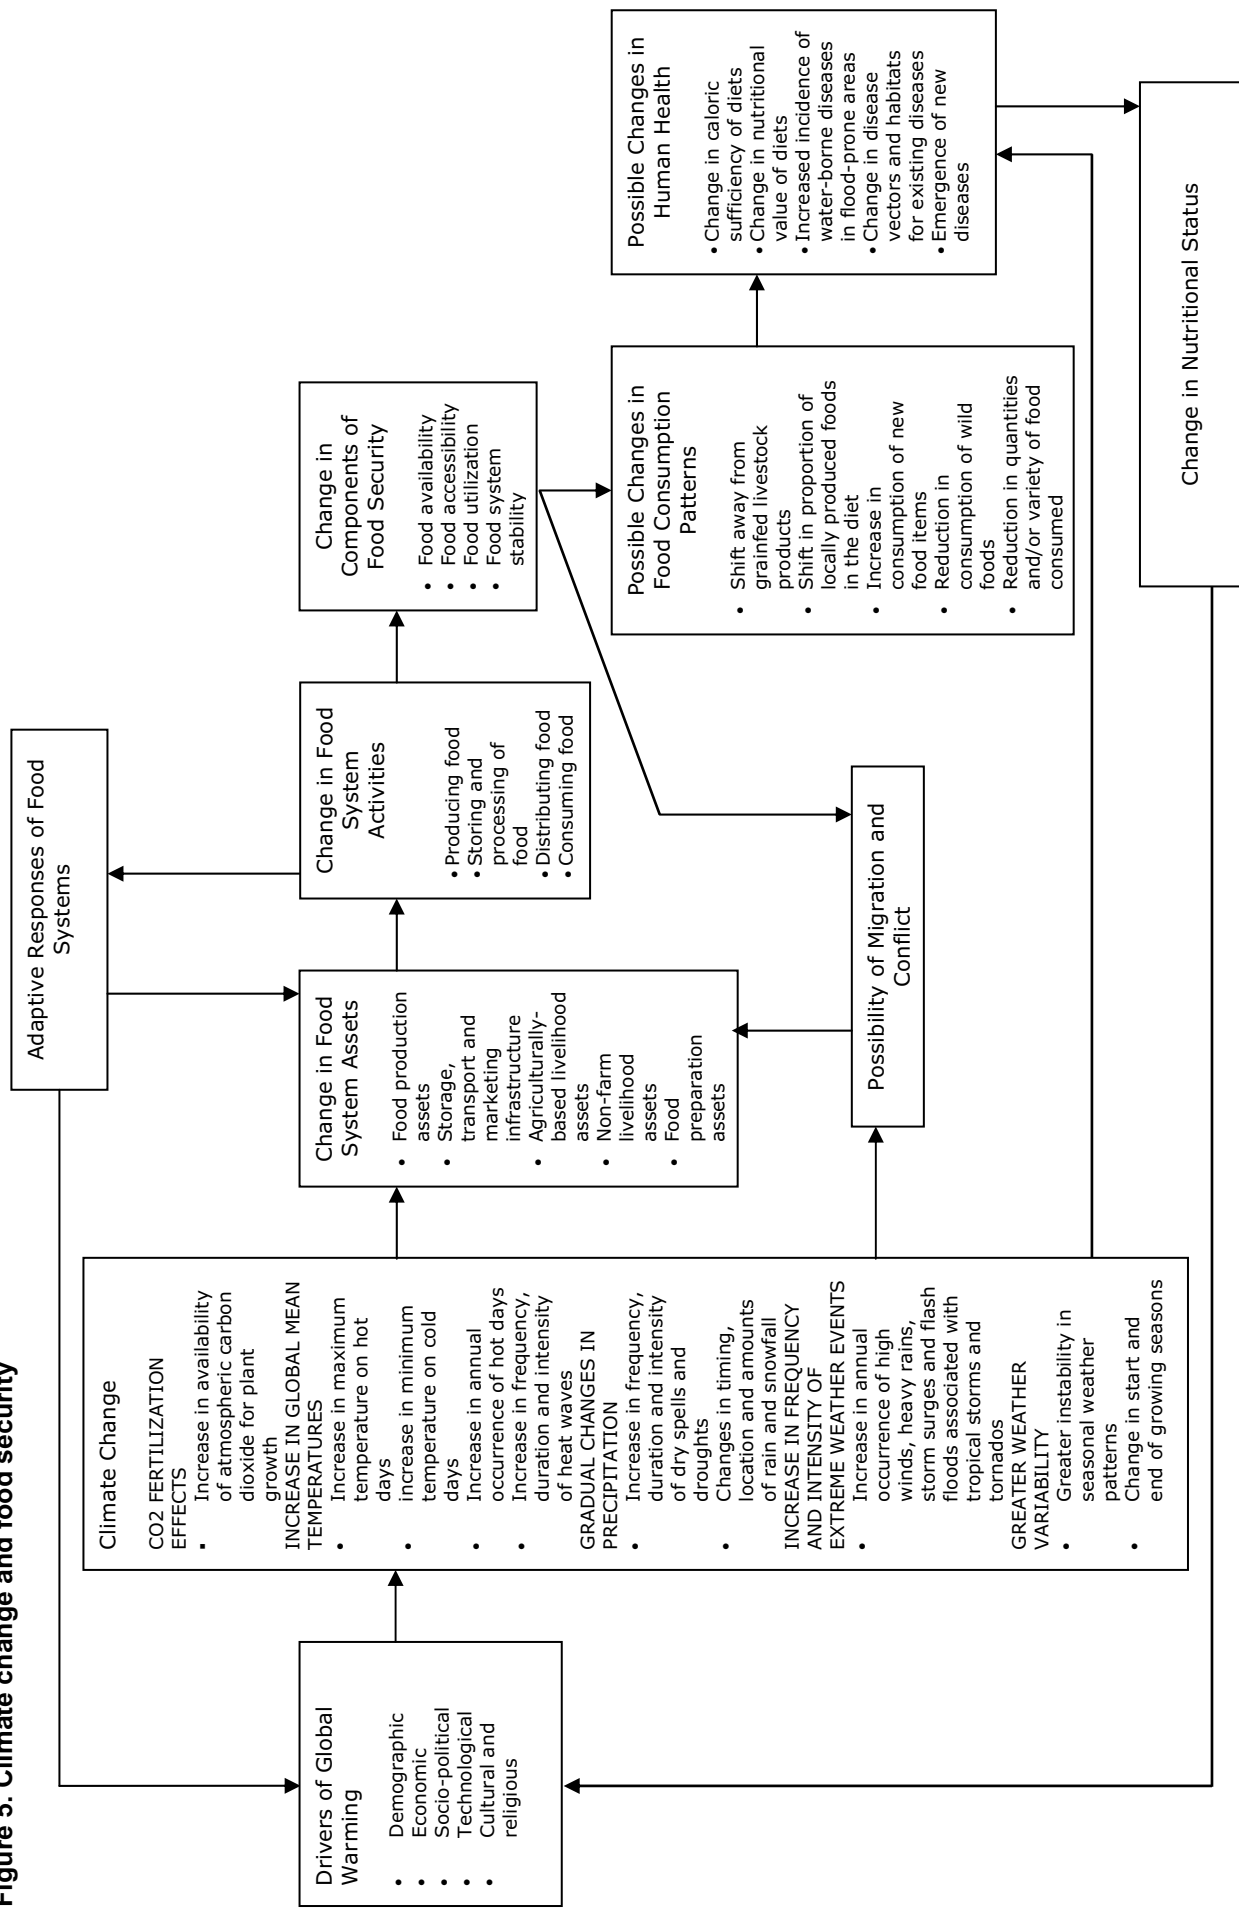 Figure 5. Climate change and food security
Adaptive Responses of Food
Systems
Drivers of Global
Warming
• Demographic
• Economic
• Socio-political
• Technological
• Cultural and
religious
Climate Change
CO2 FERTILIZATION
EFFECTS
▪ Increase in availability
of atmospheric carbon
dioxide for plant
growth
INCREASE IN GLOBAL MEAN
TEMPERATURES
• Increase in maximum
temperature on hot
days
• increase in minimum
temperature on cold
days
• Increase in annual
occurrence of hot days
• Increase in frequency,
duration and intensity
of heat waves
GRADUAL CHANGES IN
PRECIPITATION
• Increase in frequency,
duration and intensity
of dry spells and
droughts
• Changes in timing,
location and amounts
of rain and snowfall
INCREASE IN FREQUENCY
AND INTENSITY OF
EXTREME WEATHER EVENTS
• Increase in annual
occurrence of high
winds, heavy rains,
storm surges and flash
floods associated with
tropical storms and
tornados
GREATER WEATHER
VARIABILITY
• Greater instability in
seasonal weather
patterns
• Change in start and
end of growing seasons
Change in Food
System Assets
• Food production
assets
• Storage,
transport and
marketing
infrastructure
• Agriculturally-
based livelihood
assets
• Non-farm
livelihood
assets
• Food
preparation
assets
Change in Food
System
Activities
• Producing food
• Storing and
processing of
food
• Distributing food
• Consuming food
Change in
Components of
Food Security
• Food availability
• Food accessibility
• Food utilization
• Food system
stability
Possibility of Migration and
Conflict
Possible Changes in
Food Consumption
Patterns
• Shift away from
grainfed livestock
products
• Shift in proportion of
locally produced foods
in the diet
• Increase in
consumption of new
food items
• Reduction in
consumption of wild
foods
• Reduction in quantities
and/or variety of food
consumed
Possible Changes in
Human Health
• Change in caloric
sufficiency of diets
• Change in nutritional
value of diets
• Increased incidence of
water-borne diseases
in flood-prone areas
• Change in disease
vectors and habitats
for existing diseases
• Emergence of new
diseases
Change in Nutritional Status